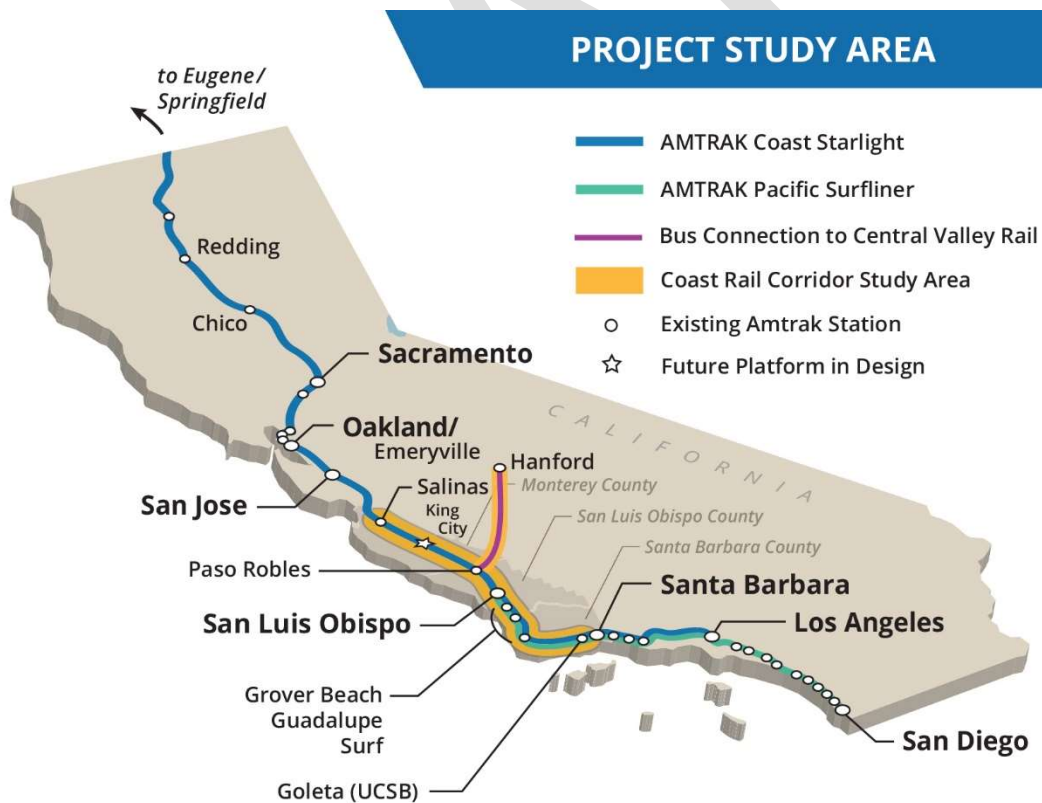 PROJECT STUDY AREA
to Eugene/
Springfield
AMTRAK Coast Starlight
AMTRAK Pacific Surfliner
Bus Connection to Central Valley Rail
Coast Rail Corridor Study Area
Existing Amtrak Station
Future Platform in Design
Redding
Chico
Sacramento
CALIFORNIA
Oakland/
Emeryville
Hanford
Monterey County
San Jose
Salinas
King
City
San Luis Obispo County
Santa Barbara County
Paso Robles
Santa Barbara
San Luis Obispo
Los Angeles
Grover Beach
Guadalupe
Surf
San Diego
Goleta (UCSB)